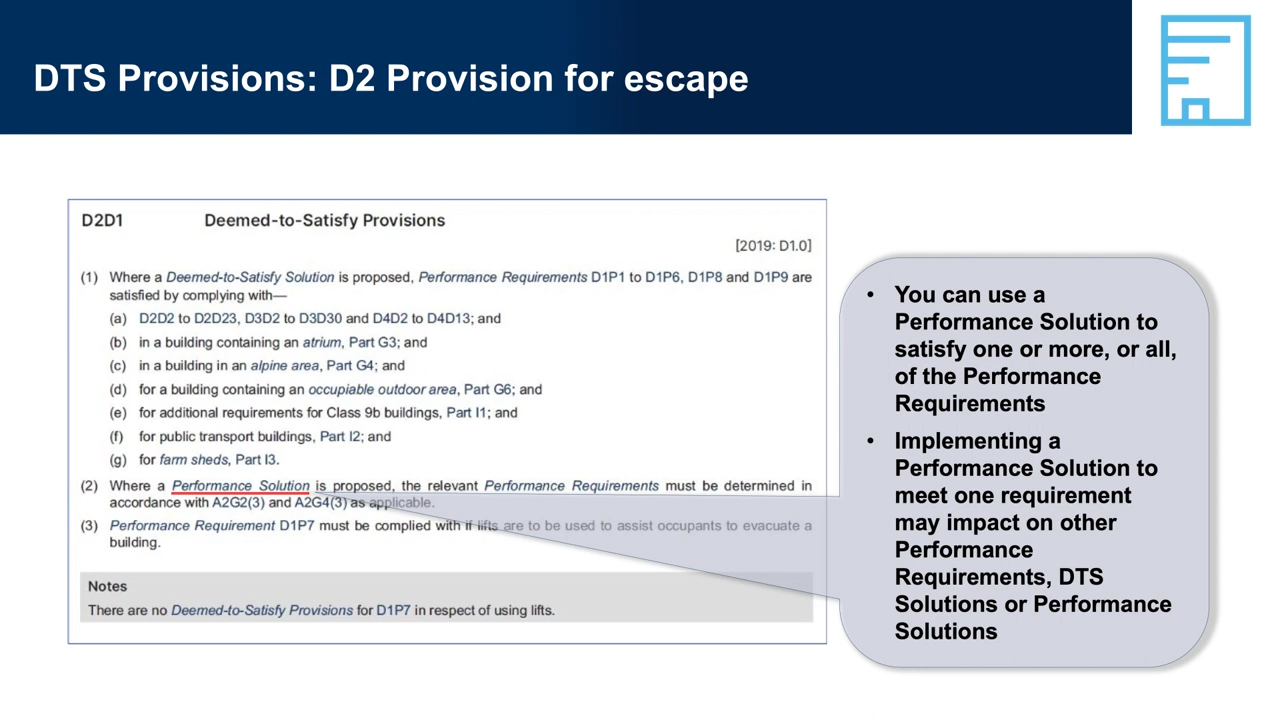 DTS Provisions: D2 Provision for escape
D2D1 Deemed-to-Satisfy Provisions
[2019: D1.0]
(1) Where a Deemed-to-Satisfy Solution is proposed, Performance Requirements D1P1 to D1P6, D1P8 and D1P9 are
satisfied by complying with—
(a) D2D2 to D2D23, D3D2 to D3D30 and D4D2 to D4D13; and
(b) in a building containing an atrium, Part G3; and
(c) in a building in an alpine area, Part G4; and
(d) for a building containing an occupiable outdoor area, Part G6; and
(e) for additional requirements for Class 9b buildings, Part I1; and
(f) for public transport buildings, Part I2; and
(g) for farm sheds, Part I3.
(2) Where a Performance Solution is proposed, the relevant Performance Requirements must be determined in
accordance with A2G2(3) and A2G4(3) as applicable.
(3) Performance Requirement D1P7 must be complied with if lifts are to be used to assist occupants to evacuate a
building.
Notes
There are no Deemed-to-Satisfy Provisions for D1P7 in respect of using lifts.
• You can use a
Performance Solution to
satisfy one or more, or all,
of the Performance
Requirements
• Implementing a
Performance Solution to
meet one requirement
may impact on other
Performance
Requirements, DTS
Solutions or Performance
Solutions